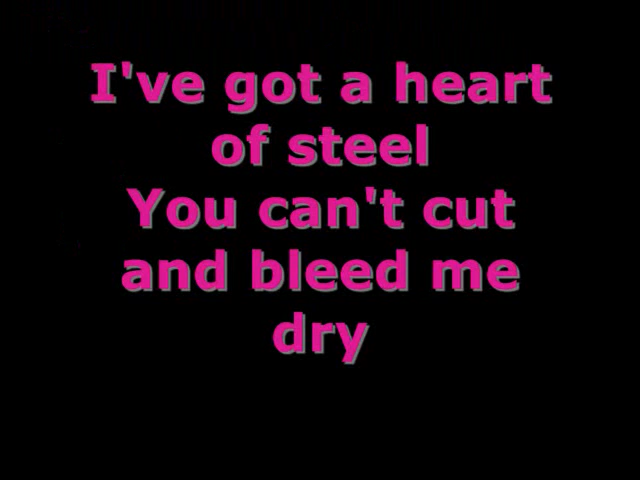 I've got a heart
of steel
You can't cut
and bleed me
dry